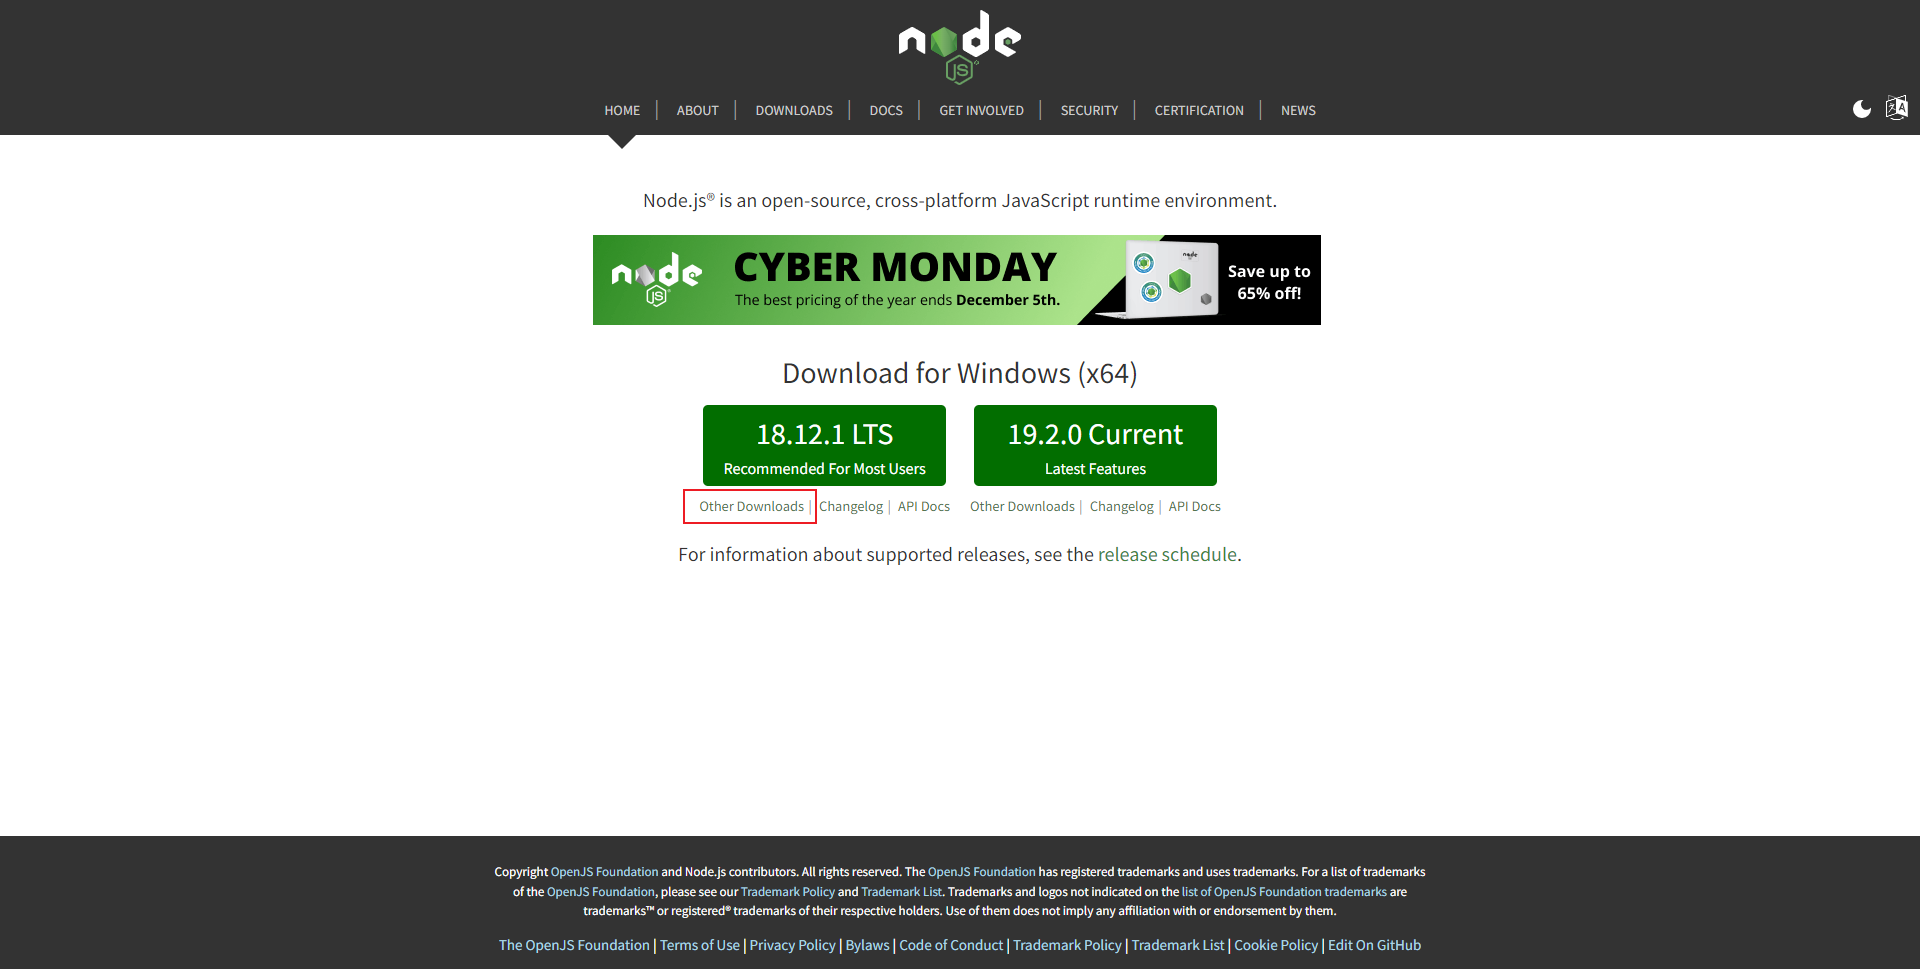 node
JS
HOME | ABOUT | DOWNLOADS | DOCS | GET INVOLVED | SECURITY | CERTIFICATION | NEWS
Node.js® is an open-source, cross-platform JavaScript runtime environment.
node
JS
CYBER MONDAY
The best pricing of the year ends December 5th.
node
Save up to
65% off!
Download for Windows (x64)
18.12.1 LTS
Recommended For Most Users
19.2.0 Current
Latest Features
Other Downloads | Changelog | API Docs
Other Downloads | Changelog | API Docs
For information about supported releases, see the release schedule.
Copyright OpenJS Foundation and Node.js contributors. All rights reserved. The OpenJS Foundation has registered trademarks and uses trademarks. For a list of trademarks
of the OpenJS Foundation, please see our Trademark Policy and Trademark List. Trademarks and logos not indicated on the list of OpenJS Foundation trademarks are
trademarks™ or registered® trademarks of their respective holders. Use of them does not imply any affiliation with or endorsement by them.
The OpenJS Foundation | Terms of Use | Privacy Policy | Bylaws | Code of Conduct | Trademark Policy | Trademark List | Cookie Policy | Edit On GitHub